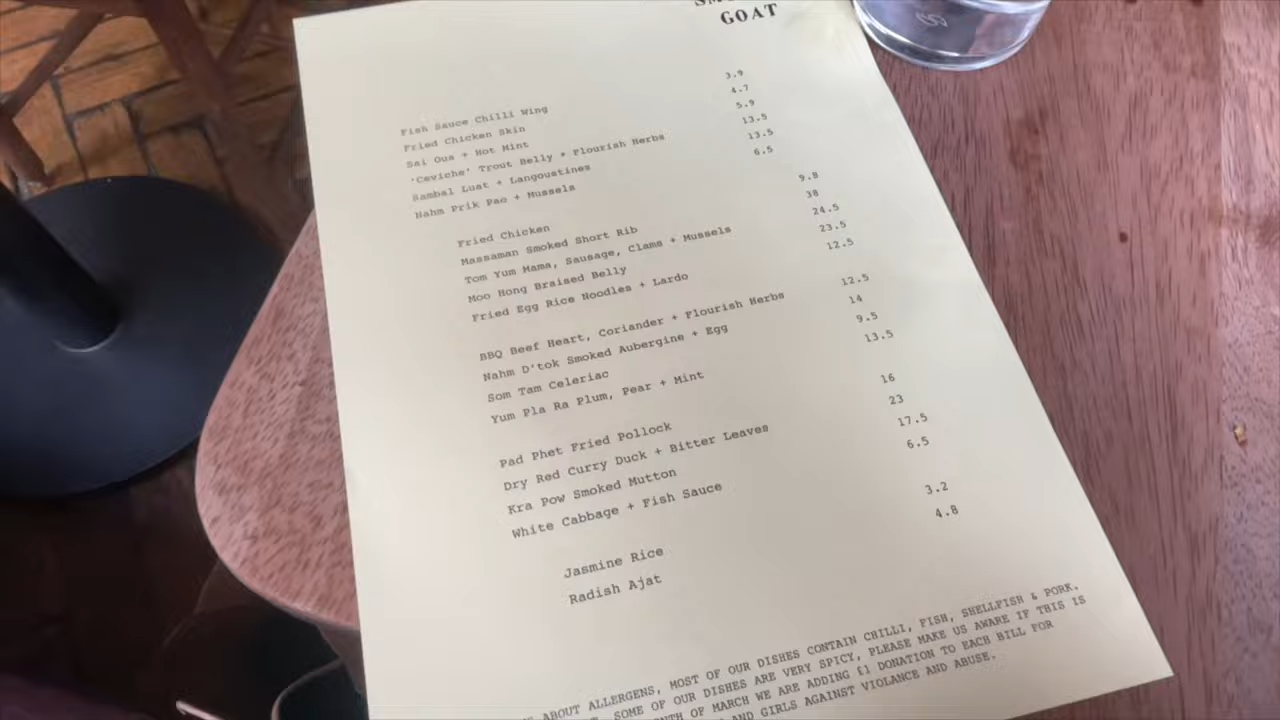 GOAT
Fish Sauce Chilli Wing 3.9
Fried Chicken Skin 4.7
Sai Oua + Hot Mint 5.9
'Ceviche' Trout Belly + Flourish Herbs 13.5
Sambal Luat + Langoustines 13.5
Nahm Prik Pao + Mussels 6.5
Fried Chicken 9.8
Massaman Smoked Short Rib 38
Tom Yum Mama, Sausage, Clams + Mussels 24.5
Moo Hong Braised Belly 23.5
Fried Egg Rice Noodles + Lardo 12.5
BBQ Beef Heart, Coriander + Flourish Herbs 12.5
Nahm D'tok Smoked Aubergine + Egg 14
Som Tam Celeriac 9.5
Yum Pla Ra Plum, Pear + Mint 13.5
Pad Phet Fried Pollock 16
Dry Red Curry Duck + Bitter Leaves 23
Kra Pow Smoked Mutton 17.5
White Cabbage + Fish Sauce 6.5
Jasmine Rice 3.2
Radish Ajat 4.8
ABOUT ALLERGENS, MOST OF OUR DISHES CONTAIN CHILLI, FISH, SHELLFISH & PORK.
SOME OF OUR DISHES ARE VERY SPICY, PLEASE MAKE US AWARE IF THIS IS
OF MARCH WE ARE ADDING £1 DONATION TO EACH BILL FOR
AND GIRLS AGAINST VIOLANCE AND ABUSE.